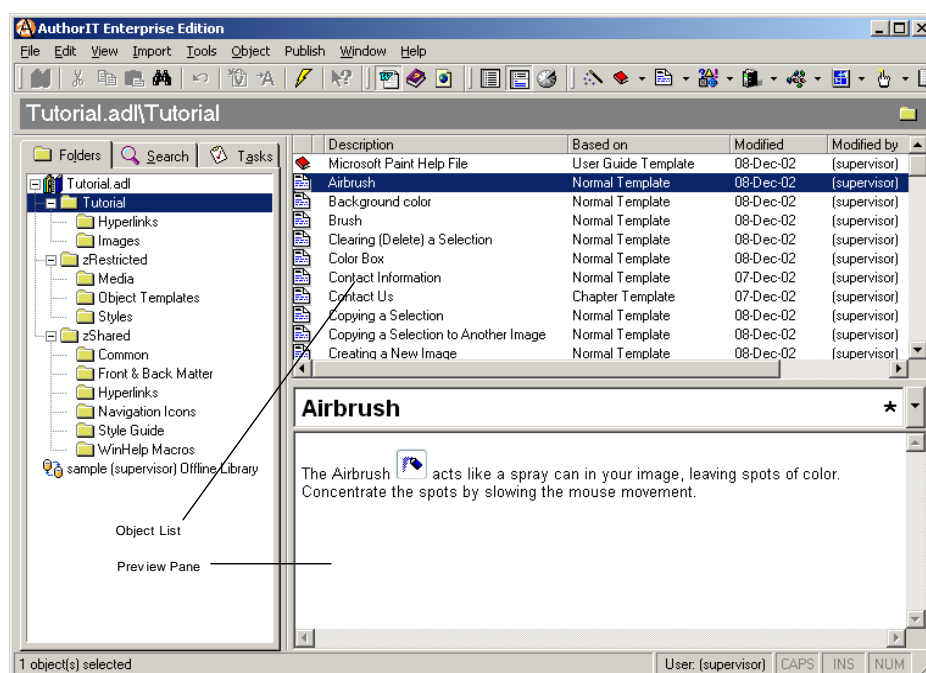 AuthorIT Enterprise Edition
File Edit View Import Tools Object Publish Window Help
Tutorial.adl\Tutorial
Folders Search Tasks
Tutorial.adl
Tutorial
Hyperlinks
Images
zRestricted
Media
Object Templates
Styles
zShared
Common
Front & Back Matter
Hyperlinks
Navigation Icons
Style Guide
WinHelp Macros
sample (supervisor) Offline Library
Object List
Preview Pane
Description Based on Modified Modified by
Microsoft Paint Help File User Guide Template 08-Dec-02 (supervisor)
Airbrush Normal Template 08-Dec-02 (supervisor)
Background color Normal Template 08-Dec-02 (supervisor)
Brush Normal Template 08-Dec-02 (supervisor)
Clearing (Delete) a Selection Normal Template 08-Dec-02 (supervisor)
Color Box Normal Template 08-Dec-02 (supervisor)
Contact Information Normal Template 07-Dec-02 (supervisor)
Contact Us Chapter Template 07-Dec-02 (supervisor)
Copying a Selection Normal Template 08-Dec-02 (supervisor)
Copying a Selection to Another Image Normal Template 08-Dec-02 (supervisor)
Creating a New Image Normal Template 08-Dec-02 (supervisor)
Airbrush *
The Airbrush acts like a spray can in your image, leaving spots of color.
Concentrate the spots by slowing the mouse movement.
1 object(s) selected User: (supervisor) CAPS INS NUM